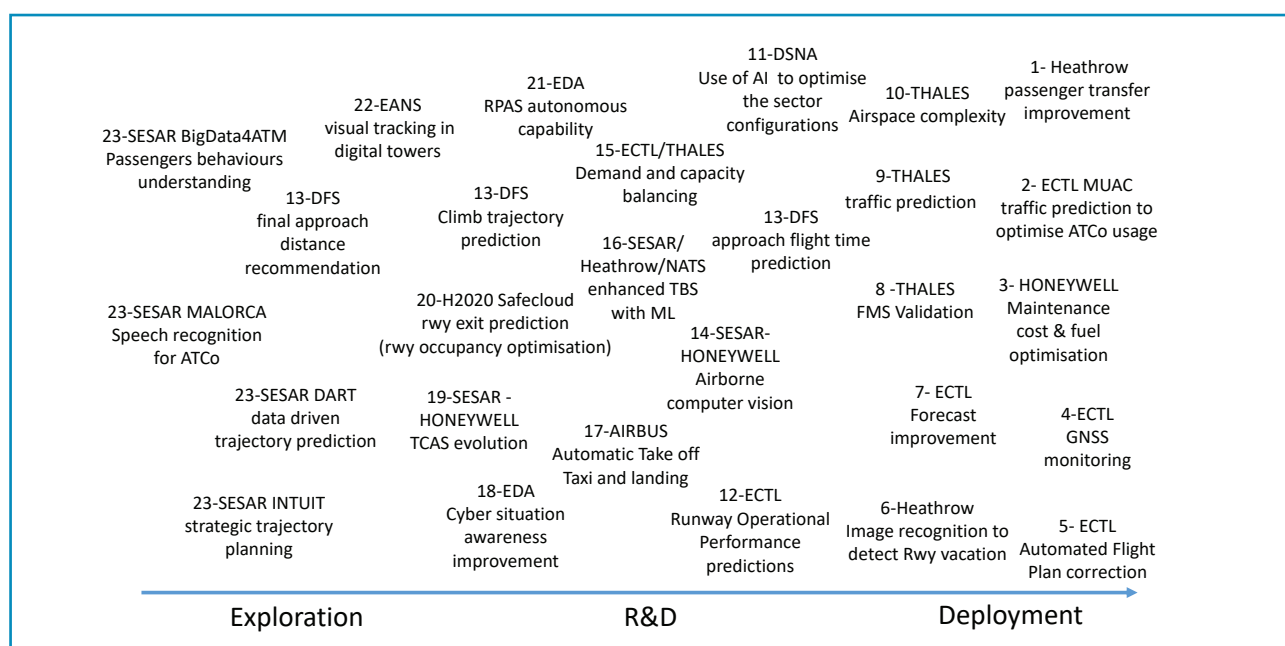 11-DSNA
Use of AI  to optimise
the sector
configurations
1- Heathrow
passenger transfer
improvement
21-EDA
RPAS autonomous
capability
10-THALES
Airspace complexity
22-EANS
visual tracking in
digital towers
23-SESAR BigData4ATM
Passengers behaviours
understanding
15-ECTL/THALES
Demand and capacity
balancing
9-THALES
traffic prediction
2- ECTL MUAC
traffic prediction to
optimise ATCo usage
13-DFS
final approach
distance
recommendation
13-DFS
Climb trajectory
prediction
13-DFS
approach flight time
prediction
16-SESAR/
Heathrow/NATS
enhanced TBS
with ML
20-H2020 Safecloud
rwy exit prediction
(rwy occupancy optimisation)
8 -THALES
FMS Validation
3- HONEYWELL
Maintenance
cost & fuel
optimisation
23-SESAR MALORCA
Speech recognition
for ATCo
14-SESAR-
HONEYWELL
Airborne
computer vision
23-SESAR DART
data driven
trajectory prediction
19-SESAR -
HONEYWELL
TCAS evolution
7- ECTL
Forecast
improvement
4-ECTL
GNSS
monitoring
17-AIRBUS
Automatic Take off
Taxi and landing
23-SESAR INTUIT
strategic trajectory
planning
18-EDA
Cyber situation
awareness
improvement
12-ECTL
Runway Operational
Performance
predictions
6-Heathrow
Image recognition to
detect Rwy vacation
5- ECTL
Automated Flight
Plan correction
Exploration
R&D
Deployment